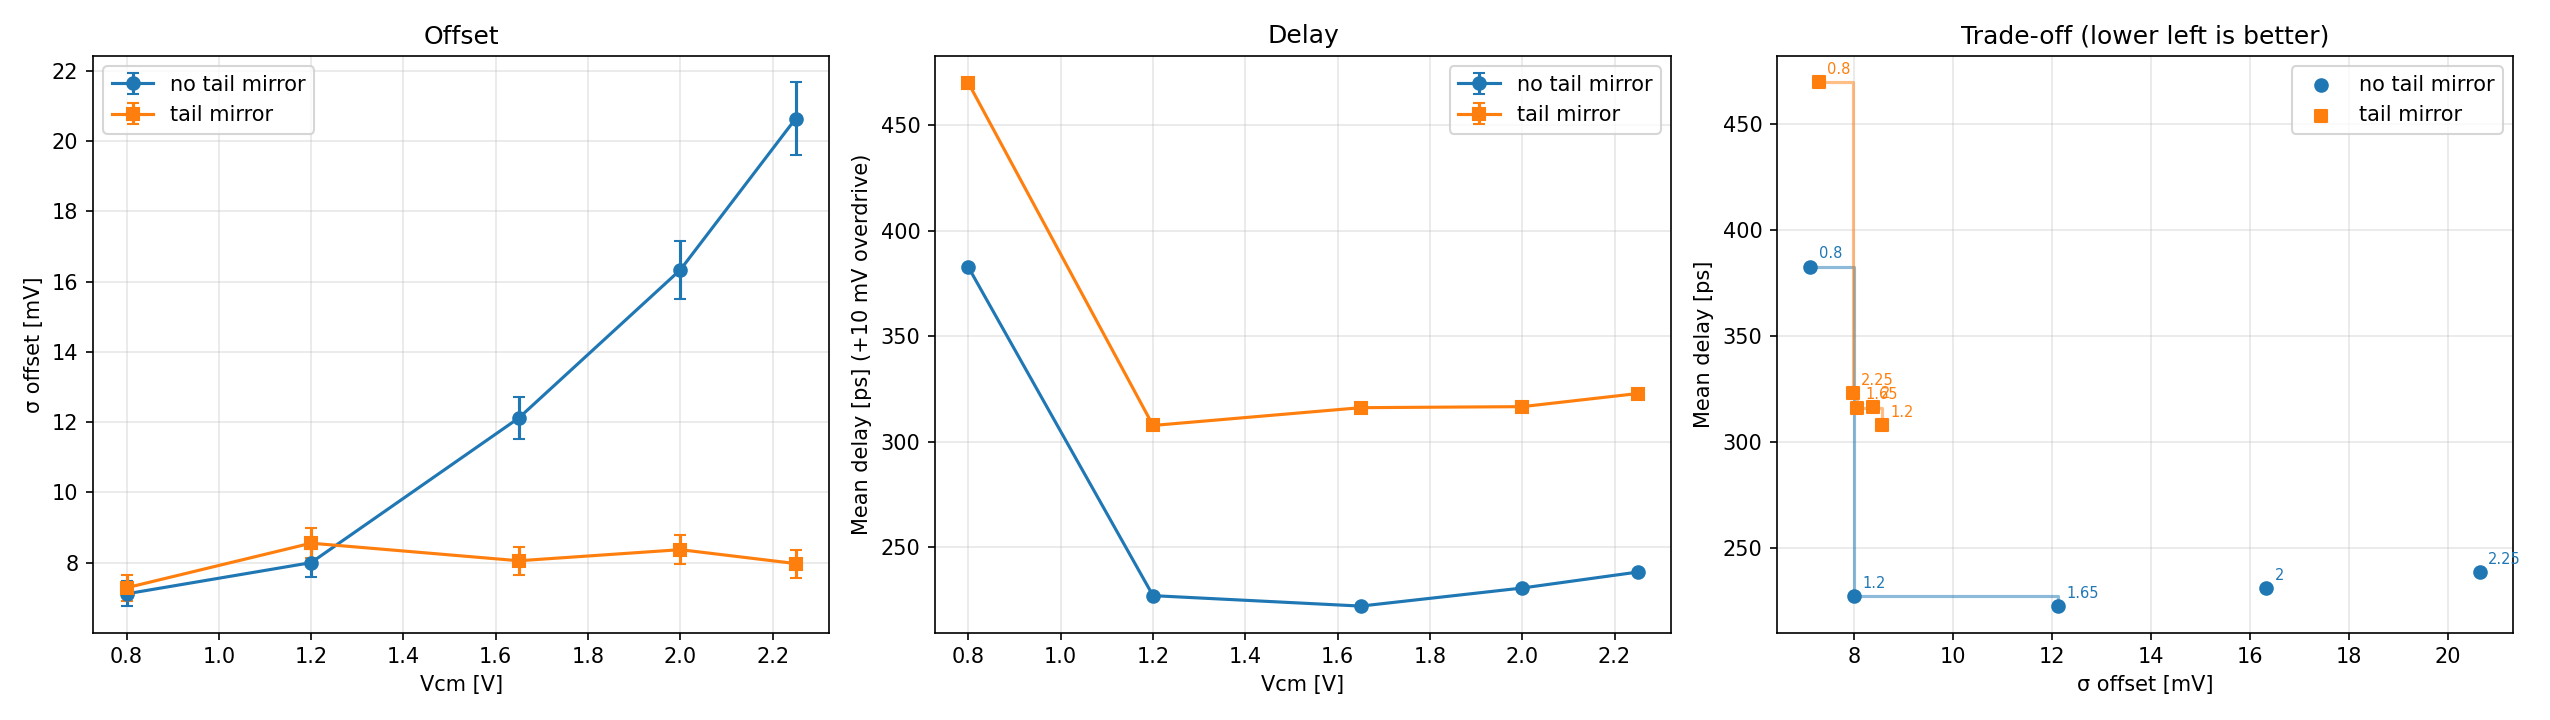 Offset
22
20
18
16
14
12
10
8
σ offset [mV]
no tail mirror
tail mirror
0.8 1.0 1.2 1.4 1.6 1.8 2.0 2.2
Vcm [V]
Delay
450
400
350
300
250
Mean delay [ps] (+10 mV overdrive)
no tail mirror
tail mirror
0.8 1.0 1.2 1.4 1.6 1.8 2.0 2.2
Vcm [V]
Trade-off (lower left is better)
450
400
350
300
250
Mean delay [ps]
no tail mirror
tail mirror
0.8
0.8
2.25
1.65
2
1.2
1.2
1.65
2
2.25
8 10 12 14 16 18 20
σ offset [mV]